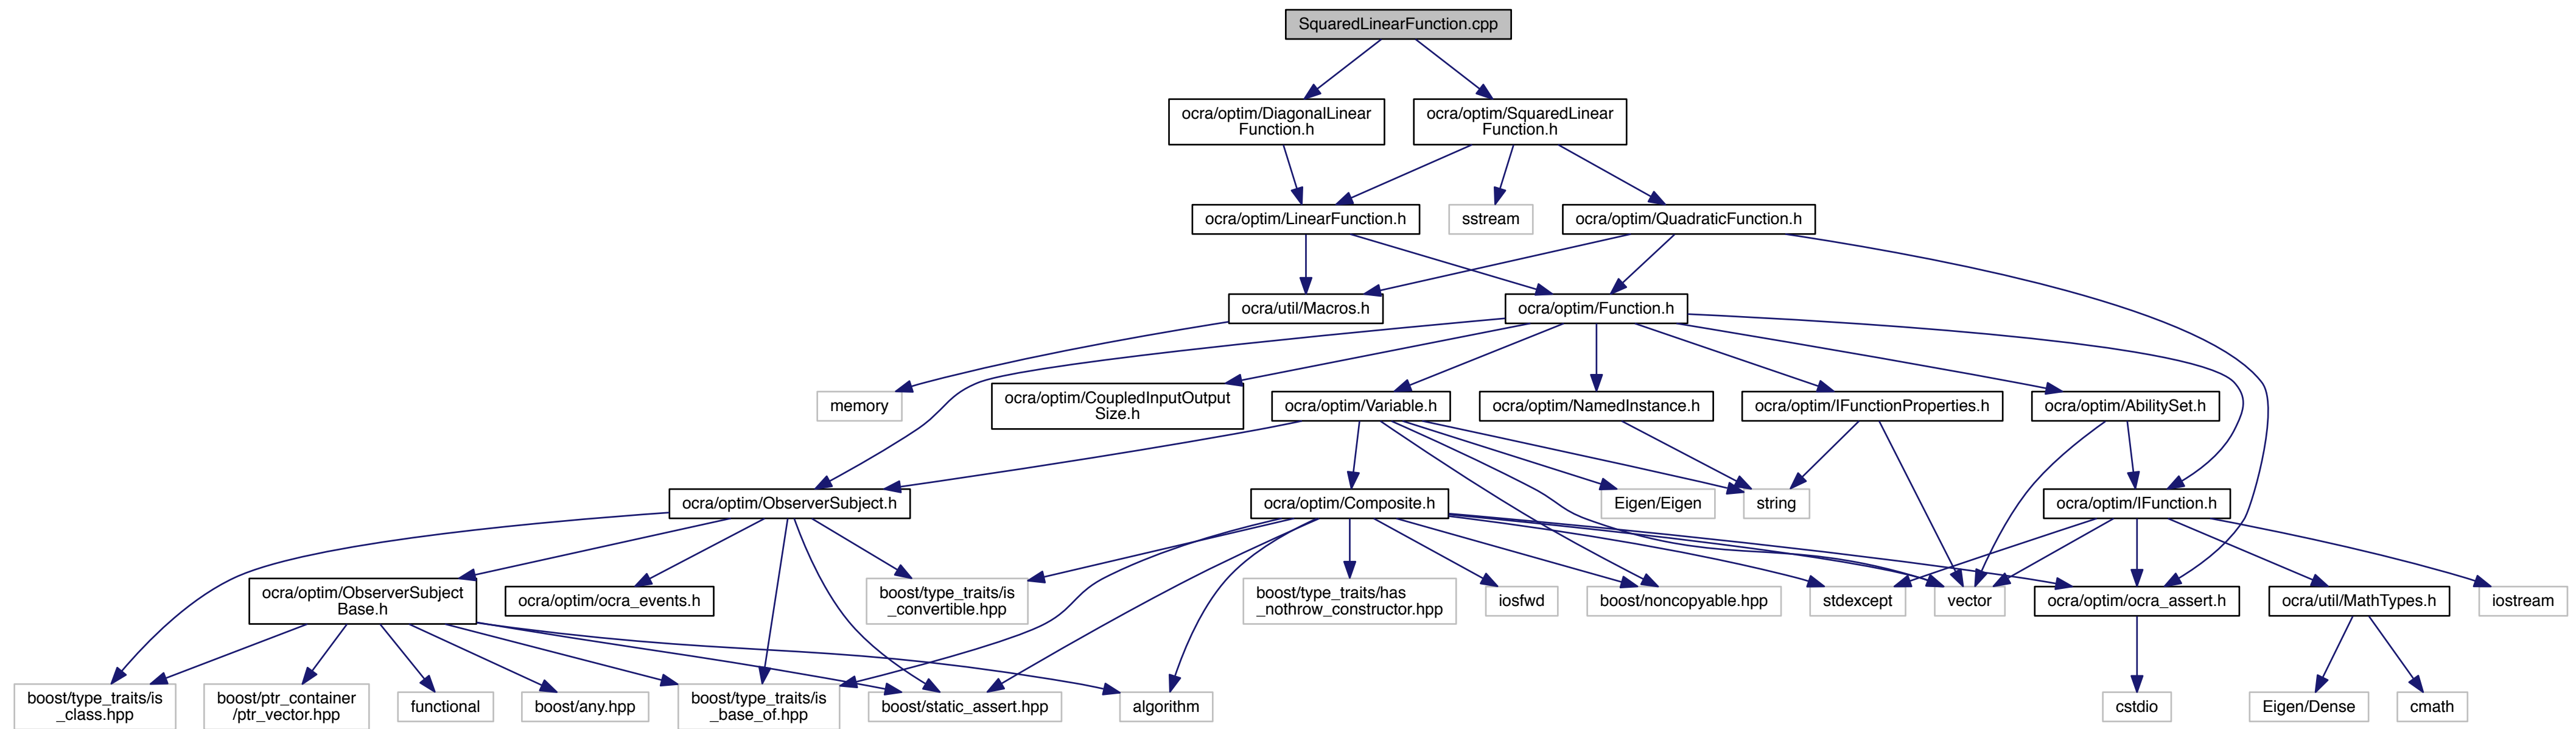 SquaredLinearFunction.cpp
ocra/optim/DiagonalLinear
Function.h
ocra/optim/SquaredLinear
Function.h
ocra/optim/LinearFunction.h
sstream
ocra/optim/QuadraticFunction.h
ocra/util/Macros.h
ocra/optim/Function.h
memory
ocra/optim/CoupledInputOutput
Size.h
ocra/optim/Variable.h
ocra/optim/NamedInstance.h
ocra/optim/IFunctionProperties.h
ocra/optim/AbilitySet.h
ocra/optim/ObserverSubject.h
ocra/optim/Composite.h
Eigen/Eigen
string
ocra/optim/IFunction.h
ocra/optim/ObserverSubject
Base.h
ocra/optim/ocra_events.h
boost/type_traits/is
_convertible.hpp
boost/type_traits/has
_nothrow_constructor.hpp
iosfwd
boost/noncopyable.hpp
stdexcept
vector
ocra/optim/ocra_assert.h
ocra/util/MathTypes.h
iostream
boost/type_traits/is
_class.hpp
boost/ptr_container
/ptr_vector.hpp
functional
boost/any.hpp
boost/type_traits/is
_base_of.hpp
boost/static_assert.hpp
algorithm
cstdio
Eigen/Dense
cmath